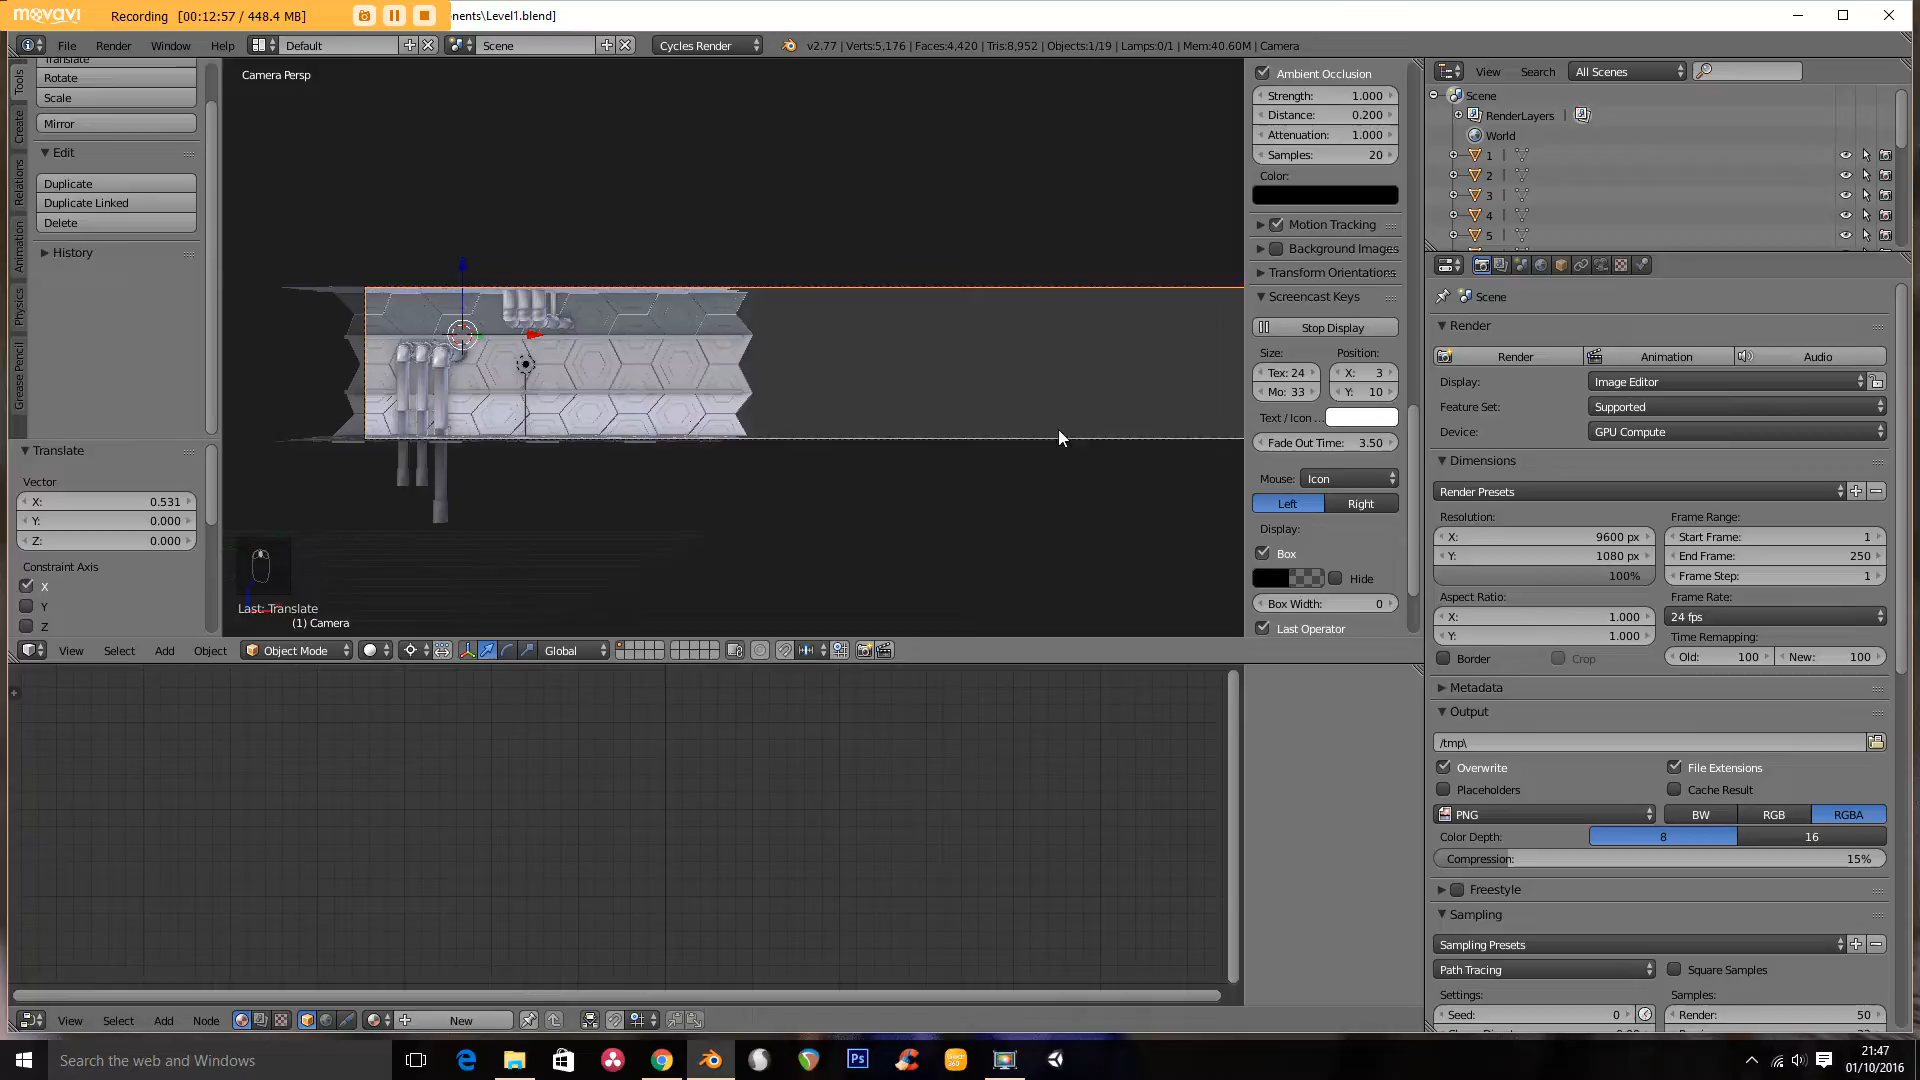 movavi
Recording [00:12:57 / 448.4 MB]
nents\Level1.blend]
File Render Window Help Default Scene Cycles Render v2.77 | Verts:5,176 | Faces:4,420 | Tris:8,952 | Objects:1/19 | Lamps:0/1 | Mem:40.60M | Camera
Translate
Rotate
Scale
Mirror
Edit
Duplicate
Duplicate Linked
Delete
History
Tools
Create
Relations
Animation
Physics
Grease Pencil
Translate
Vector
X: 0.531
Y: 0.000
Z: 0.000
Constraint Axis
X
Y
Z
Camera Persp
Last: Translate
(1) Camera
View Select Add Object Object Mode Global
Ambient Occlusion
Strength: 1.000
Distance: 0.200
Attenuation: 1.000
Samples: 20
Color:
Motion Tracking
Background Images
Transform Orientations
Screencast Keys
Stop Display
Size: Position:
Tex: 24 X: 3
Mo: 33 Y: 10
Text / Icon ...
Fade Out Time: 3.50
Mouse: Icon
Left Right
Display:
Box
Hide
Box Width: 0
Last Operator
View Search All Scenes
Scene
RenderLayers |
World
1 |
2 |
3 |
4 |
5 |
Scene
Render
Render Animation Audio
Display: Image Editor
Feature Set: Supported
Device: GPU Compute
Dimensions
Render Presets
Resolution: Frame Range:
X: 9600 px Start Frame: 1
Y: 1080 px End Frame: 250
100% Frame Step: 1
Aspect Ratio: Frame Rate:
X: 1.000 24 fps
Y: 1.000 Time Remapping:
Border Crop Old: 100 New: 100
Metadata
Output
/tmp\
Overwrite File Extensions
Placeholders Cache Result
PNG BW RGB RGBA
Color Depth: 8 16
Compression: 15%
Freestyle
Sampling
Sampling Presets
Path Tracing Square Samples
Settings: Samples:
Seed: 0 Render: 50
View Select Add Node New
Search the web and Windows
Ps
21:47
01/10/2016